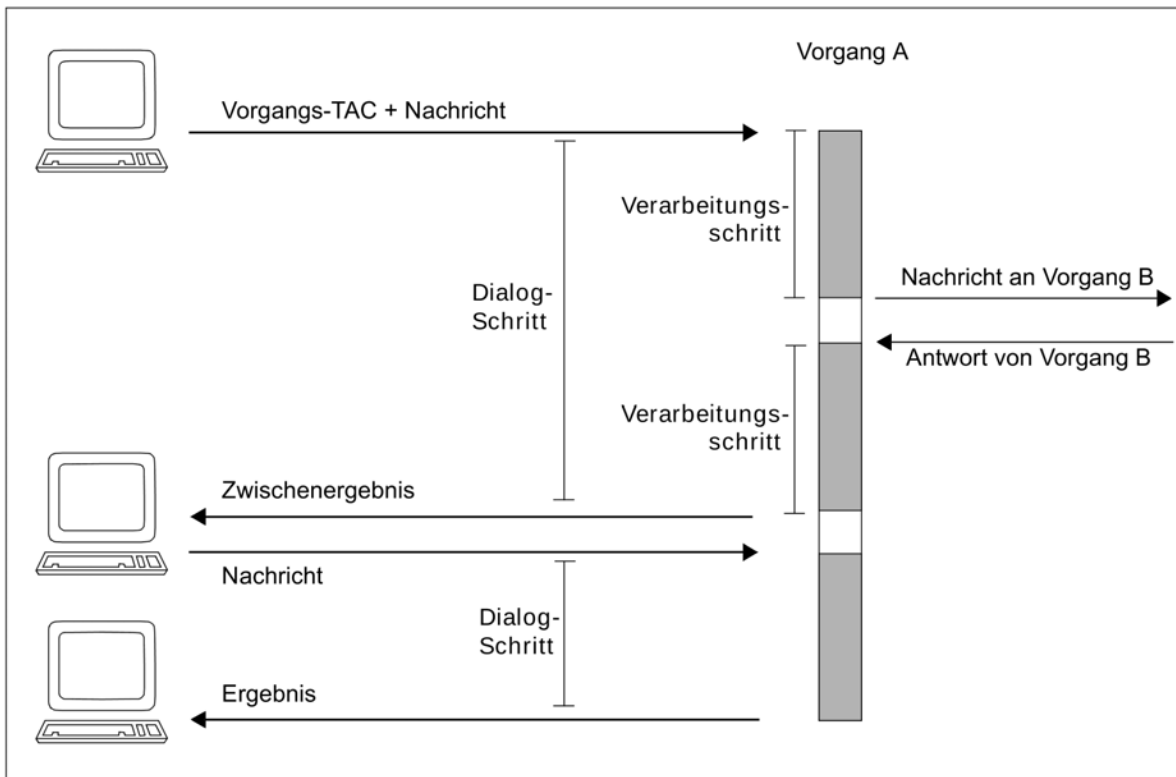 Vorgang A
Vorgangs-TAC + Nachricht
Verarbeitungs-
schritt
Nachricht an Vorgang B
Dialog-
Schritt
Antwort von Vorgang B
Verarbeitungs-
schritt
Zwischenergebnis
Nachricht
Dialog-
Schritt
Ergebnis